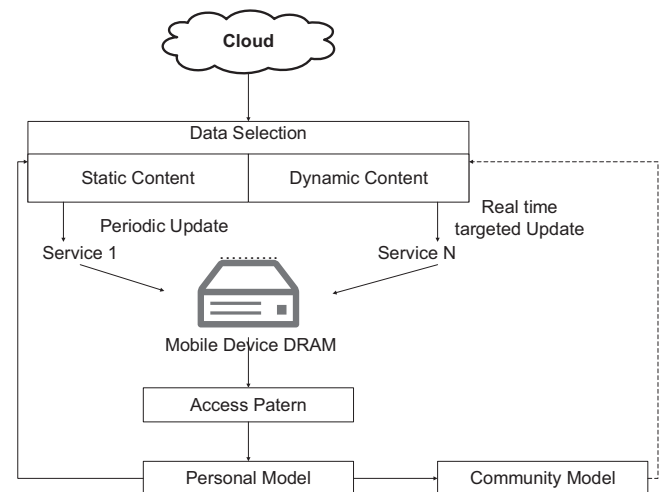 Cloud
Data Selection
Static Content
Dynamic Content
Periodic Update
Real time
targeted Update
Service 1
Service N
Mobile Device DRAM
Access Patern
Personal Model
Community Model